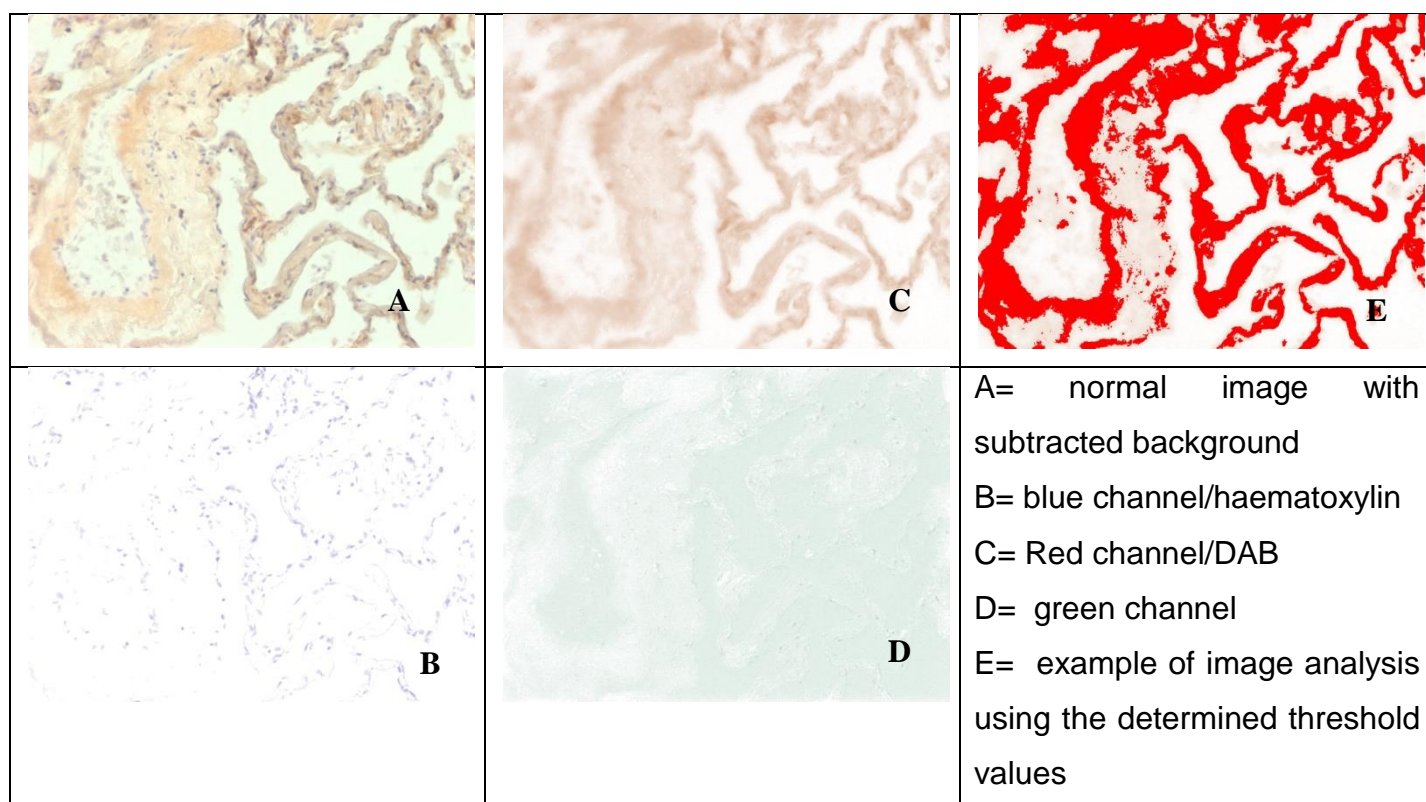 A
C
E
B
D
A= normal image with
subtracted background
B= blue channel/haematoxylin
C= Red channel/DAB
D= green channel
E= example of image analysis
using the determined threshold
values